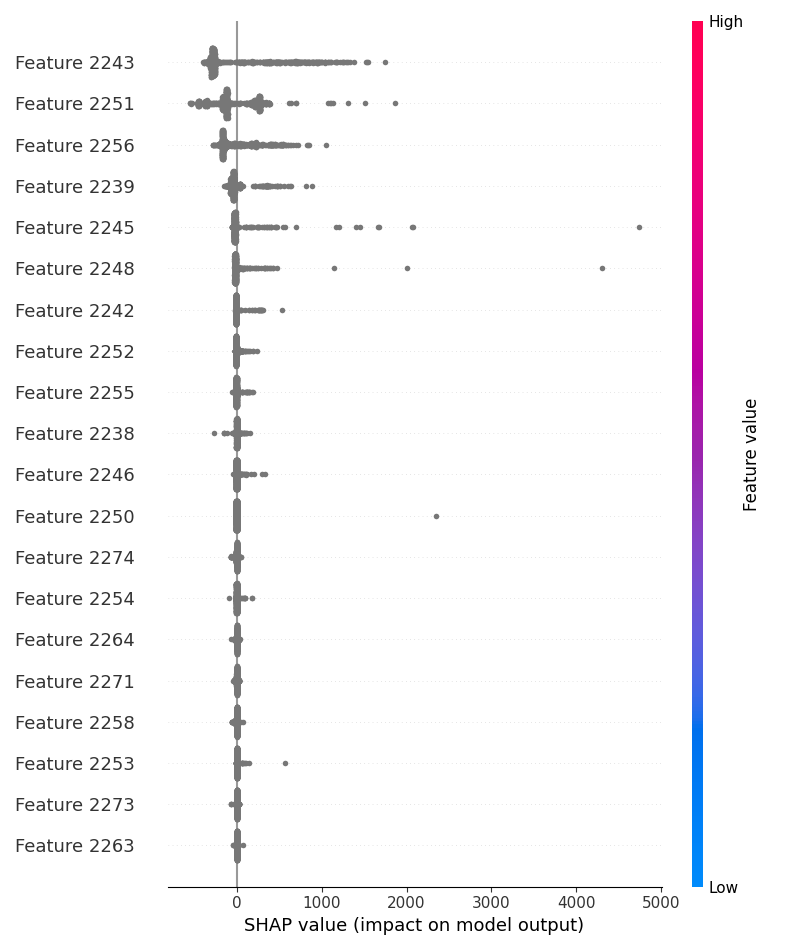 High
Feature 2243
Feature 2251
Feature 2256
Feature 2239
Feature 2245
Feature 2248
Feature 2242
Feature 2252
Feature 2255
Feature 2238
Feature 2246
Feature 2250
Feature 2274
Feature 2254
Feature 2264
Feature 2271
Feature 2258
Feature 2253
Feature 2273
Feature 2263
Feature value
Low
0 1000 2000 3000 4000 5000
SHAP value (impact on model output)